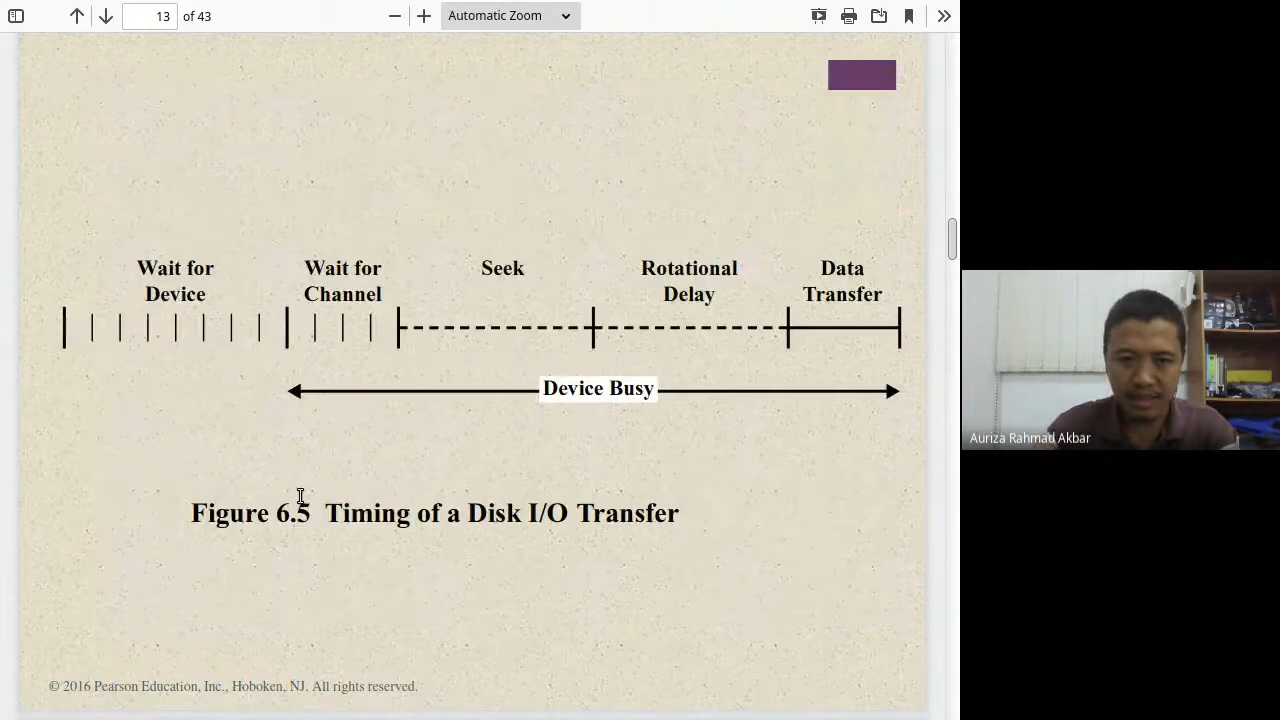 13 of 43
Automatic Zoom
Wait for Device
Wait for Channel
Seek
Rotational Delay
Data Transfer
Device Busy
Figure 6.5 Timing of a Disk I/O Transfer
© 2016 Pearson Education, Inc., Hoboken, NJ. All rights reserved.
Auriza Rahmad Akbar